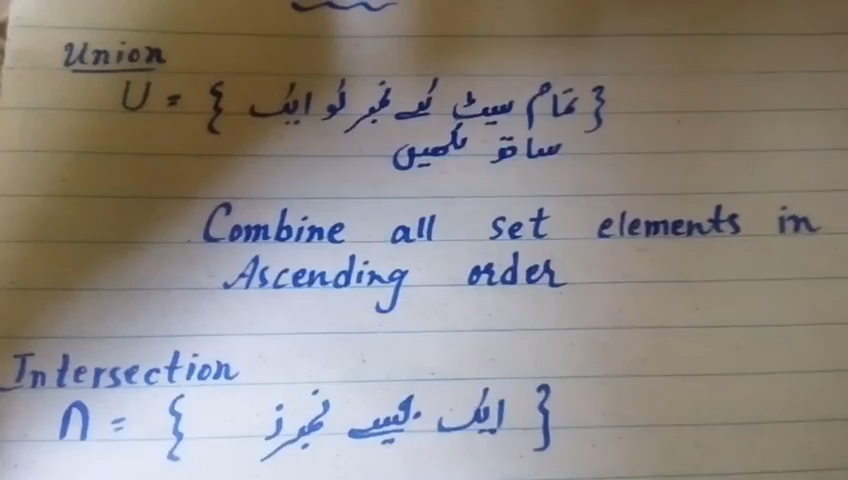 Union
U = { تمام سیٹ کے نمبر کو ایک }
ساتھ لکھیں
Combine all set elements in
Ascending order
Intersection
∩ = { ایک جیسے نمبرز }